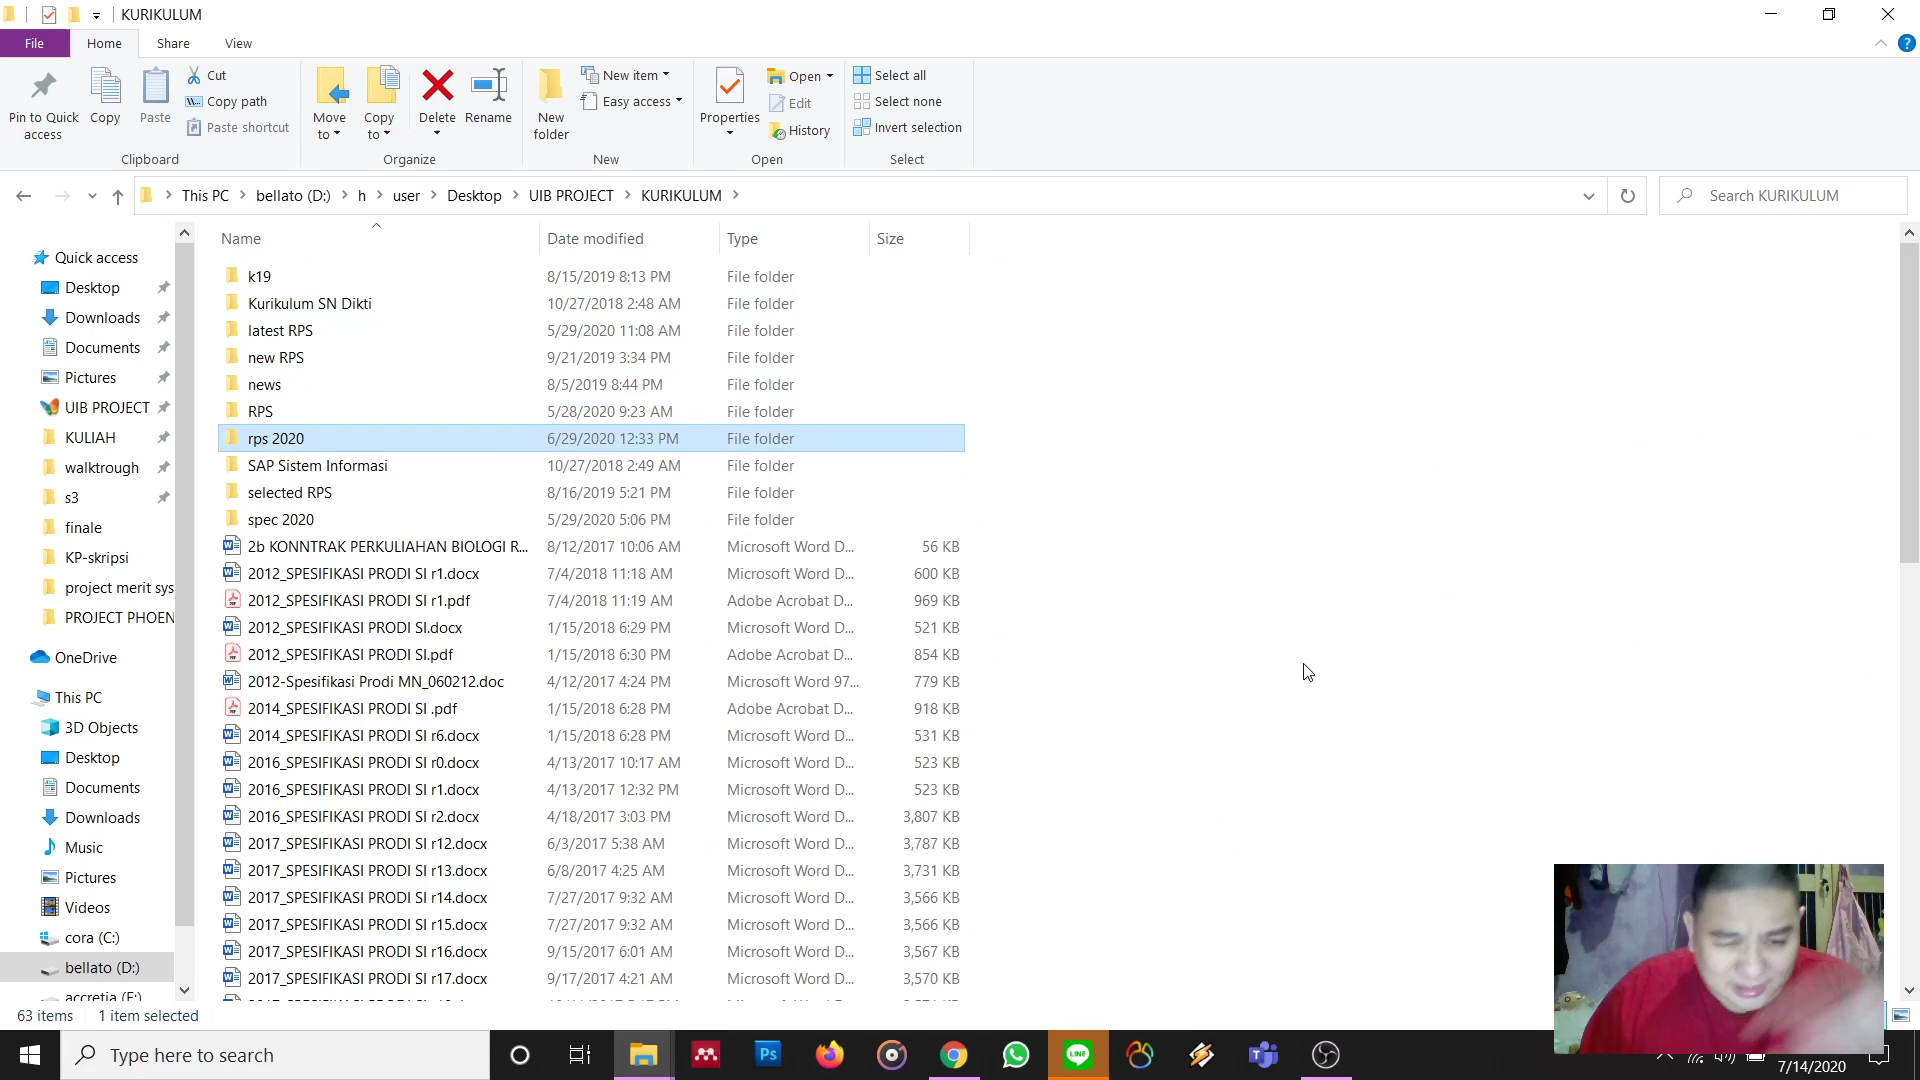 KURIKULUM
File Home Share View
Pin to Quick access
Copy
Paste
Cut
Copy path
Paste shortcut
Move to
Copy to
Delete
Rename
New folder
New item
Easy access
Properties
Open
Edit
History
Select all
Select none
Invert selection
Clipboard Organize New Open Select
This PC bellato (D:) h user Desktop UIB PROJECT KURIKULUM
Search KURIKULUM
Quick access
Desktop
Downloads
Documents
Pictures
UIB PROJECT
KULIAH
walktrough
s3
finale
KP-skripsi
project merit sys
PROJECT PHOEN
OneDrive
This PC
3D Objects
Desktop
Documents
Downloads
Music
Pictures
Videos
cora (C:)
bellato (D:)
accretia (E:)
Name Date modified Type Size
k19 8/15/2019 8:13 PM File folder
Kurikulum SN Dikti 10/27/2018 2:48 AM File folder
latest RPS 5/29/2020 11:08 AM File folder
new RPS 9/21/2019 3:34 PM File folder
news 8/5/2019 8:44 PM File folder
RPS 5/28/2020 9:23 AM File folder
rps 2020 6/29/2020 12:33 PM File folder
SAP Sistem Informasi 10/27/2018 2:49 AM File folder
selected RPS 8/16/2019 5:21 PM File folder
spec 2020 5/29/2020 5:06 PM File folder
2b KONNTRAK PERKULIAHAN BIOLOGI R... 8/12/2017 10:06 AM Microsoft Word D... 56 KB
2012_SPESIFIKASI PRODI SI r1.docx 7/4/2018 11:18 AM Microsoft Word D... 600 KB
2012_SPESIFIKASI PRODI SI r1.pdf 7/4/2018 11:19 AM Adobe Acrobat D... 969 KB
2012_SPESIFIKASI PRODI SI.docx 1/15/2018 6:29 PM Microsoft Word D... 521 KB
2012_SPESIFIKASI PRODI SI.pdf 1/15/2018 6:30 PM Adobe Acrobat D... 854 KB
2012-Spesifikasi Prodi MN_060212.doc 4/12/2017 4:24 PM Microsoft Word 97... 779 KB
2014_SPESIFIKASI PRODI SI .pdf 1/15/2018 6:28 PM Adobe Acrobat D... 918 KB
2014_SPESIFIKASI PRODI SI r6.docx 1/15/2018 6:28 PM Microsoft Word D... 531 KB
2016_SPESIFIKASI PRODI SI r0.docx 4/13/2017 10:17 AM Microsoft Word D... 523 KB
2016_SPESIFIKASI PRODI SI r1.docx 4/13/2017 12:32 PM Microsoft Word D... 523 KB
2016_SPESIFIKASI PRODI SI r2.docx 4/18/2017 3:03 PM Microsoft Word D... 3,807 KB
2017_SPESIFIKASI PRODI SI r12.docx 6/3/2017 5:38 AM Microsoft Word D... 3,787 KB
2017_SPESIFIKASI PRODI SI r13.docx 6/8/2017 4:25 AM Microsoft Word D... 3,731 KB
2017_SPESIFIKASI PRODI SI r14.docx 7/27/2017 9:32 AM Microsoft Word D... 3,566 KB
2017_SPESIFIKASI PRODI SI r15.docx 7/27/2017 9:32 AM Microsoft Word D... 3,566 KB
2017_SPESIFIKASI PRODI SI r16.docx 9/15/2017 6:01 AM Microsoft Word D... 3,567 KB
2017_SPESIFIKASI PRODI SI r17.docx 9/17/2017 4:21 AM Microsoft Word D... 3,570 KB
63 items 1 item selected
Type here to search
Ps
LINE
7/14/2020